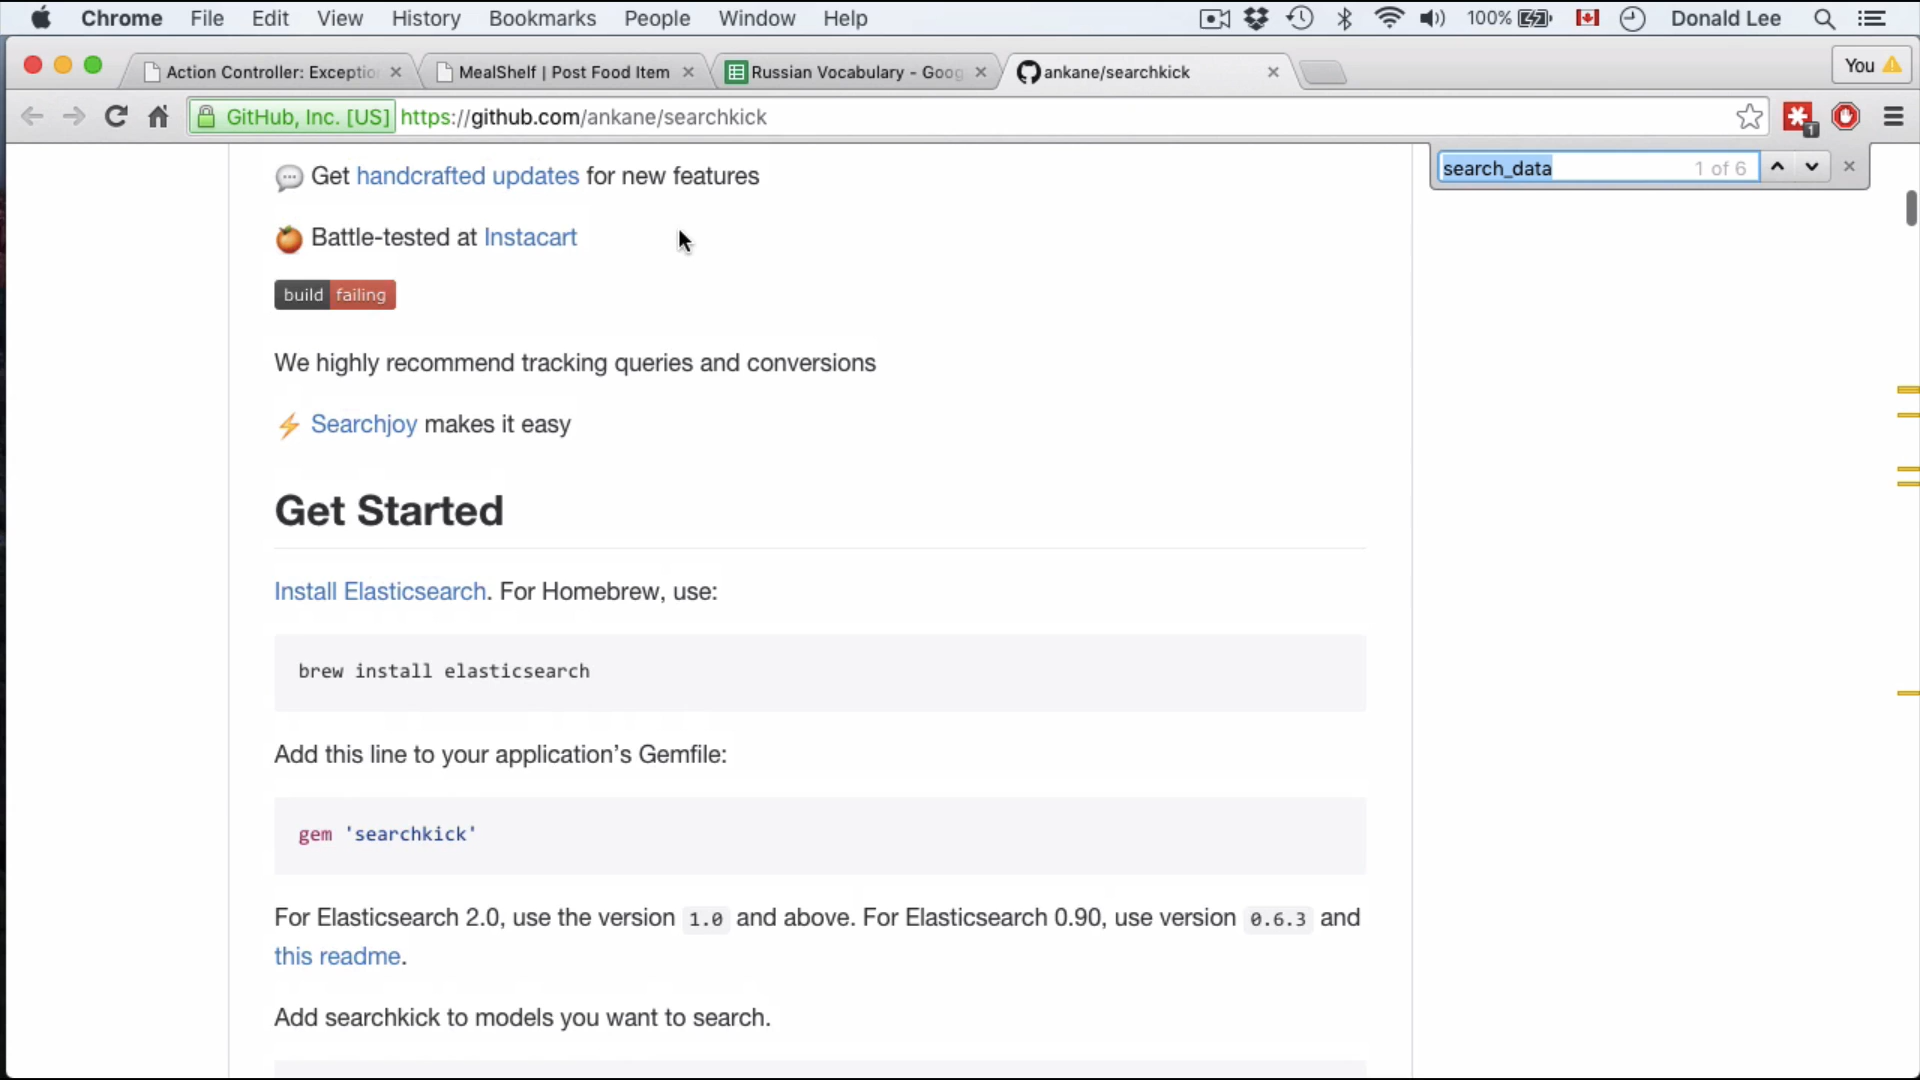 Chrome File Edit View History Bookmarks People Window Help 100% Donald Lee
Action Controller: Exceptio MealShelf | Post Food Item Russian Vocabulary - Goog ankane/searchkick You
GitHub, Inc. [US] https://github.com/ankane/searchkick 1
search_data 1 of 6
Get handcrafted updates for new features
Battle-tested at Instacart
build failing
We highly recommend tracking queries and conversions
Searchjoy makes it easy
Get Started
Install Elasticsearch. For Homebrew, use:
brew install elasticsearch
Add this line to your application’s Gemfile:
gem 'searchkick'
For Elasticsearch 2.0, use the version 1.0 and above. For Elasticsearch 0.90, use version 0.6.3 and
this readme.
Add searchkick to models you want to search.